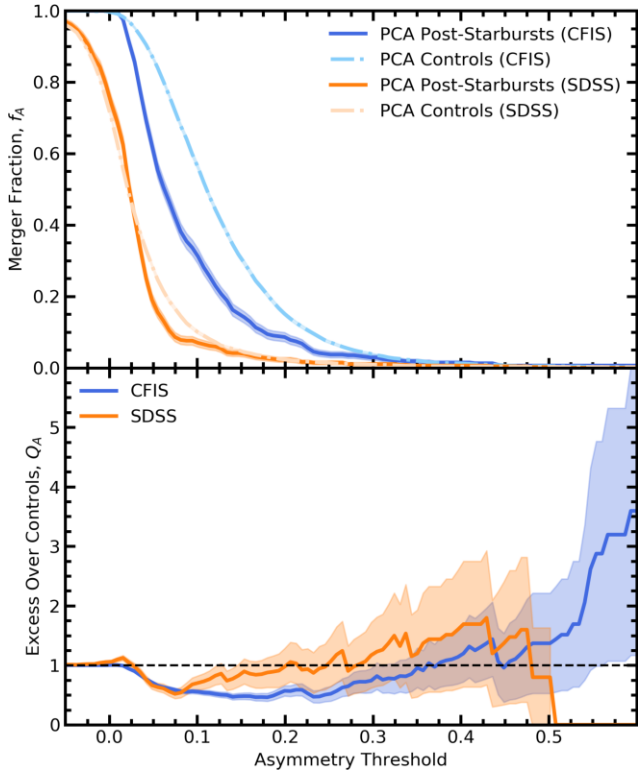 PCA Post-Starbursts (CFIS)
PCA Controls (CFIS)
PCA Post-Starbursts (SDSS)
PCA Controls (SDSS)
1.0
0.8
0.6
0.4
0.2
0.0
Merger Fraction, f_A
CFIS
SDSS
5
4
3
2
1
0
Excess Over Controls, Q_A
0.0 0.1 0.2 0.3 0.4 0.5
Asymmetry Threshold